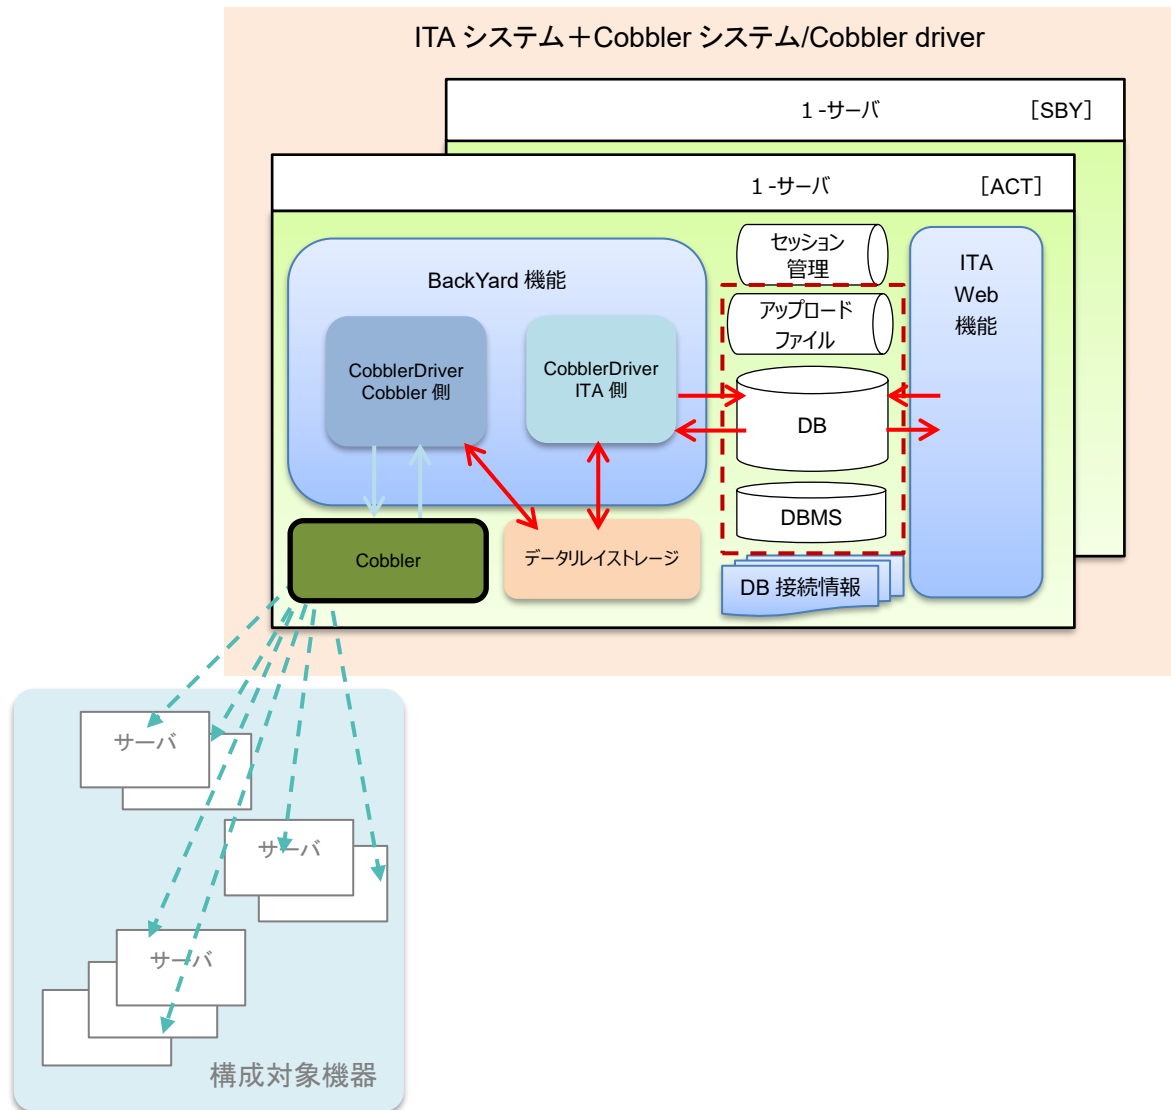 ITA システム＋Cobbler システム/Cobbler driver
１-サーバ ［SBY］
１-サーバ ［ACT］
BackYard 機能
CobblerDriver
Cobbler 側
CobblerDriver
ITA 側
セッション
管理
アップロード
ファイル
DB
DBMS
DB 接続情報
ITA
Web
機能
Cobbler
データリレイストレージ
サーバ
サーバ
サーバ
構成対象機器